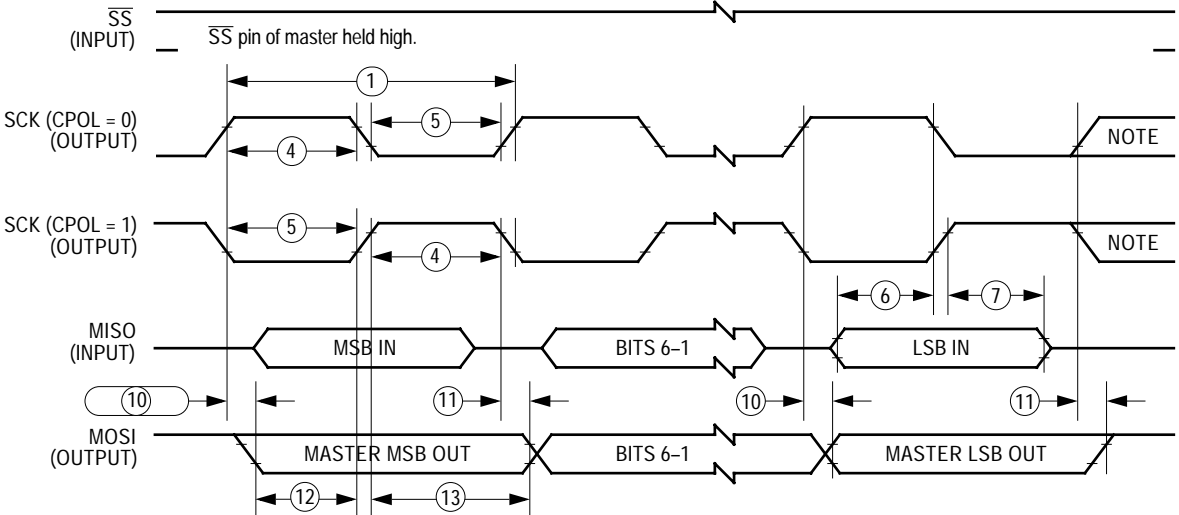 SS
(INPUT)
SS pin of master held high.
1
SCK (CPOL = 0)
(OUTPUT)
5
4
NOTE
SCK (CPOL = 1)
(OUTPUT)
5
4
NOTE
6
7
MISO
(INPUT)
MSB IN
BITS 6–1
LSB IN
10
11
10
11
MOSI
(OUTPUT)
MASTER MSB OUT
BITS 6–1
MASTER LSB OUT
12
13